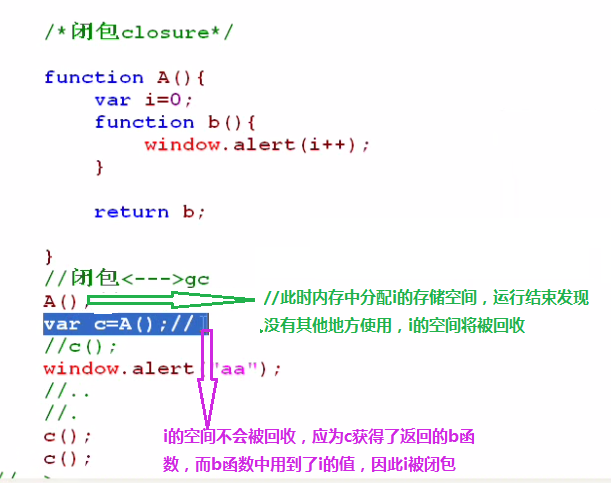 /*闭包closure*/
function A(){
var i=0;
function b(){
window.alert(i++);
}
return b;
}
//闭包<--->gc
A();
//此时内存中分配i的存储空间，运行结束发现
没有其他地方使用，i的空间将被回收
var c=A();//
//c();
window.alert("aa");
//..
//.
c();
c();
i的空间不会被回收，应为c获得了返回的b函
数，而b函数中用到了i的值，因此i被闭包